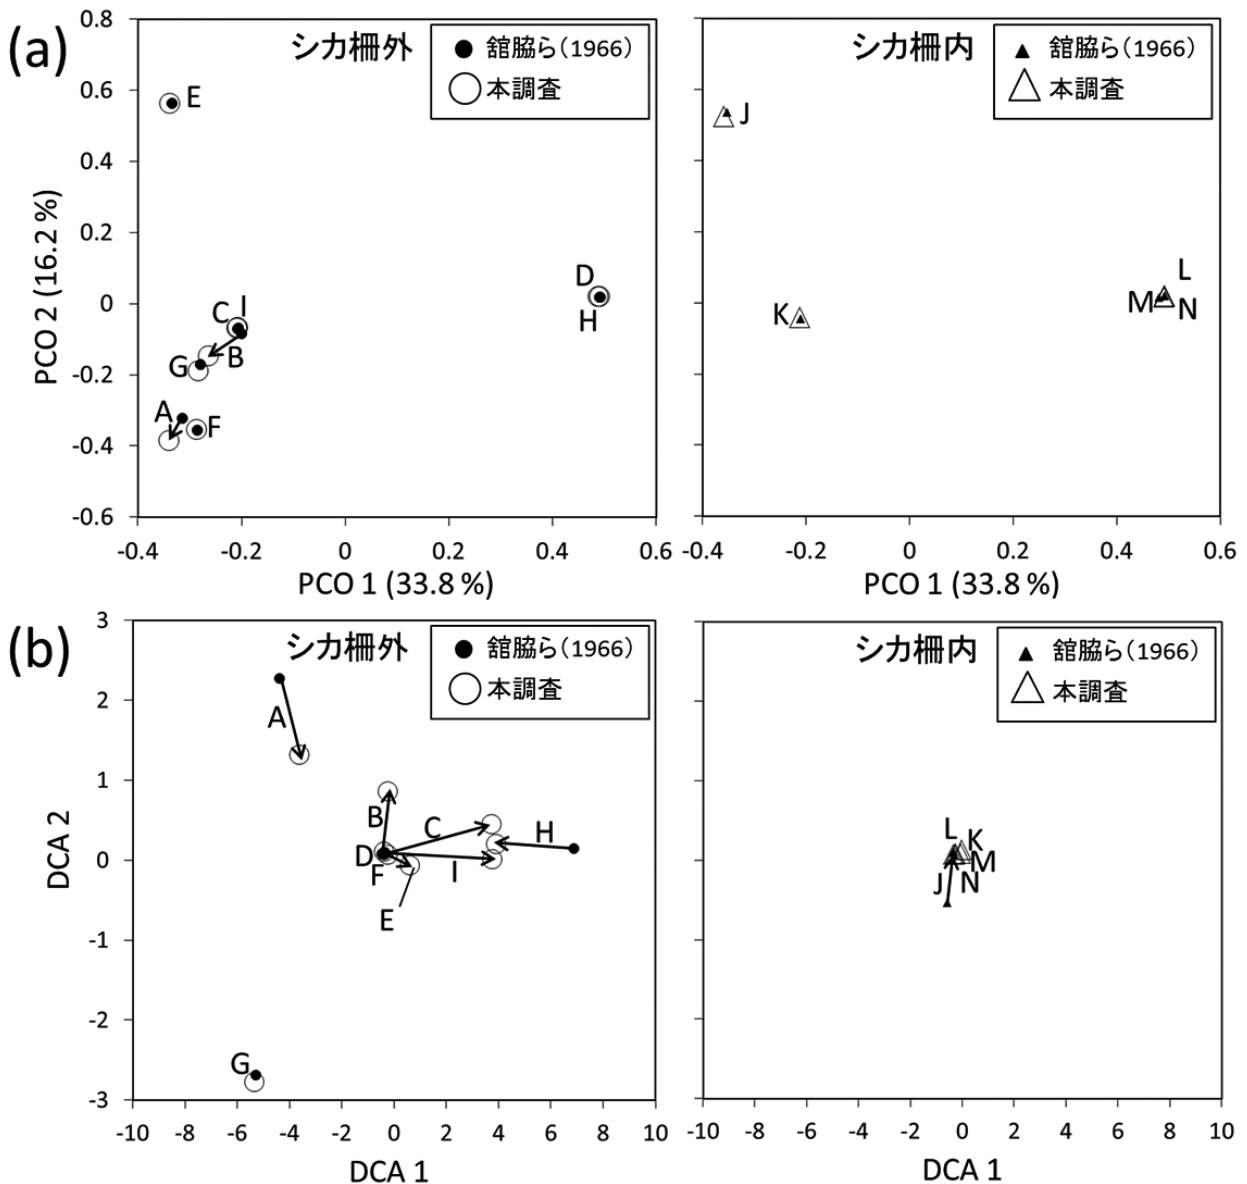 (a)
シカ柵外
舘脇ら(1966)
本調査
0.8
0.6
0.4
0.2
0
-0.2
-0.4
-0.6
PCO 2 (16.2 %)
E
D
H
C I
B
G
A
F
-0.4 -0.2 0 0.2 0.4 0.6
PCO 1 (33.8 %)
シカ柵内
舘脇ら(1966)
本調査
J
K
L
M
N
-0.4 -0.2 0 0.2 0.4 0.6
PCO 1 (33.8 %)
(b)
シカ柵外
舘脇ら(1966)
本調査
3
2
1
0
-1
-2
-3
DCA 2
A
B
C
H
D
F
I
E
G
-10 -8 -6 -4 -2 0 2 4 6 8 10
DCA 1
シカ柵内
舘脇ら(1966)
本調査
L
K
M
J
N
-10 -8 -6 -4 -2 0 2 4 6 8 10
DCA 1